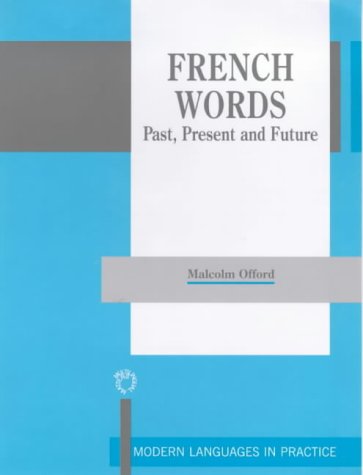 FRENCH
WORDS
Past, Present and Future
Malcolm Offord
MODERN LANGUAGES IN PRACTICE